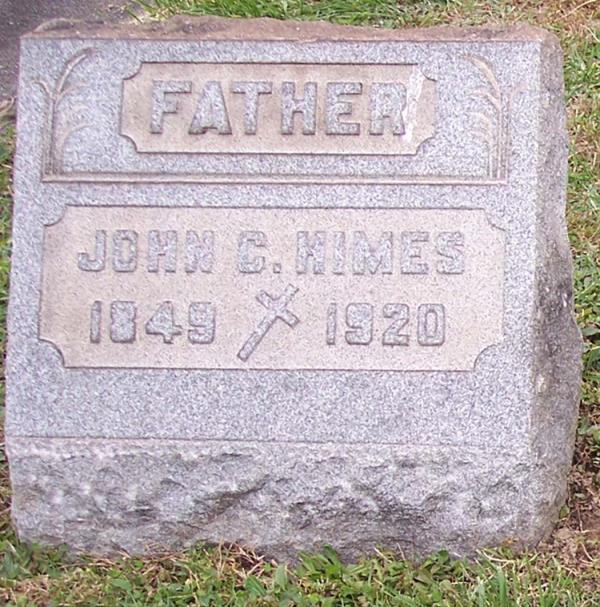 FATHER
JOHN C. HIMES
1849 1920